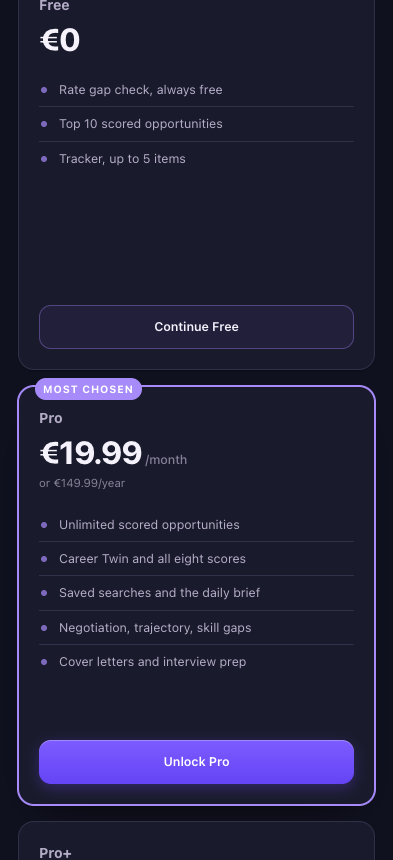 Free
€0
Rate gap check, always free
Top 10 scored opportunities
Tracker, up to 5 items
Continue Free
MOST CHOSEN
Pro
€19.99 /month
or €149.99/year
Unlimited scored opportunities
Career Twin and all eight scores
Saved searches and the daily brief
Negotiation, trajectory, skill gaps
Cover letters and interview prep
Unlock Pro
Pro+